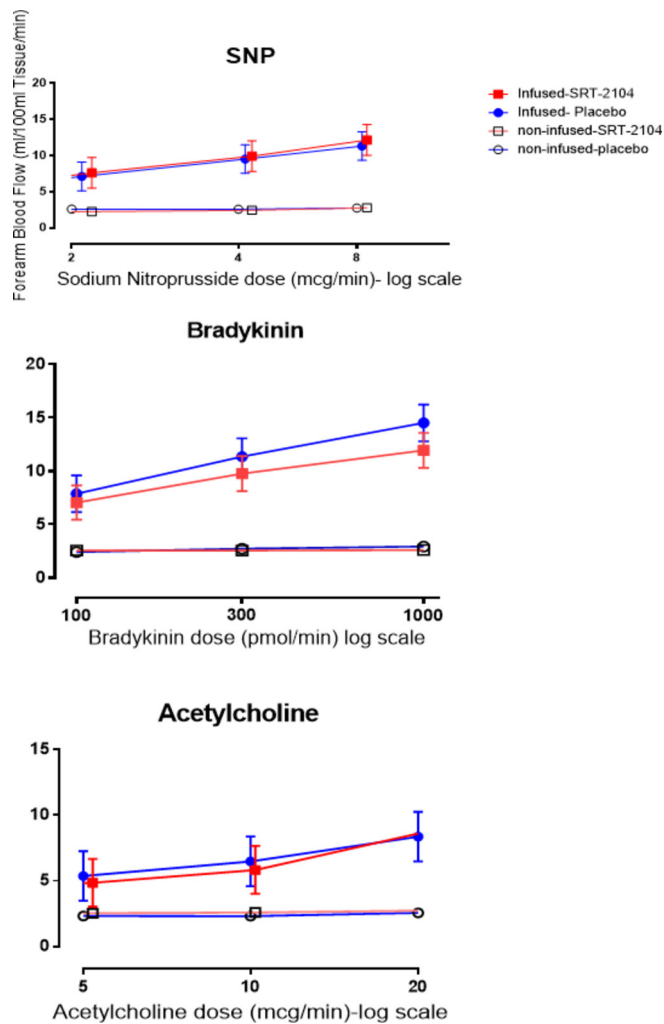 SNP
Forearm Blood Flow (ml/100ml Tissue/min)
20
15
10
5
0
2 4 8
Sodium Nitroprusside dose (mcg/min)- log scale
Infused-SRT-2104
Infused- Placebo
non-infused-SRT-2104
non-infused-placebo
Bradykinin
20
15
10
5
0
100 300 1000
Bradykinin dose (pmol/min) log scale
Acetylcholine
15
10
5
0
5 10 20
Acetylcholine dose (mcg/min)-log scale